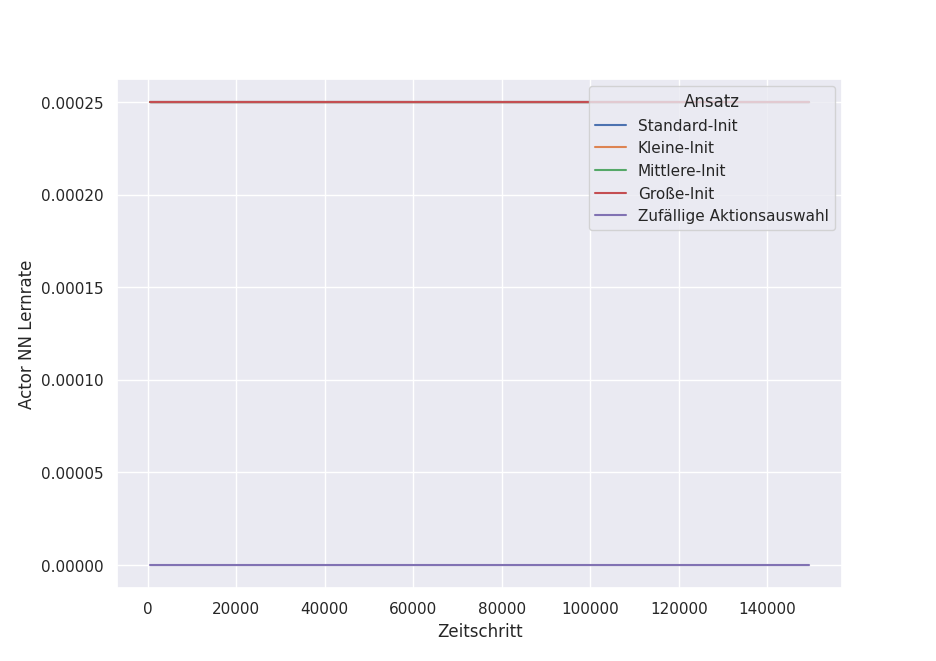 0.00025
0.00020
0.00015
0.00010
0.00005
0.00000
Actor NN Lernrate
Ansatz
Standard-Init
Kleine-Init
Mittlere-Init
Große-Init
Zufällige Aktionsauswahl
0 20000 40000 60000 80000 100000 120000 140000
Zeitschritt